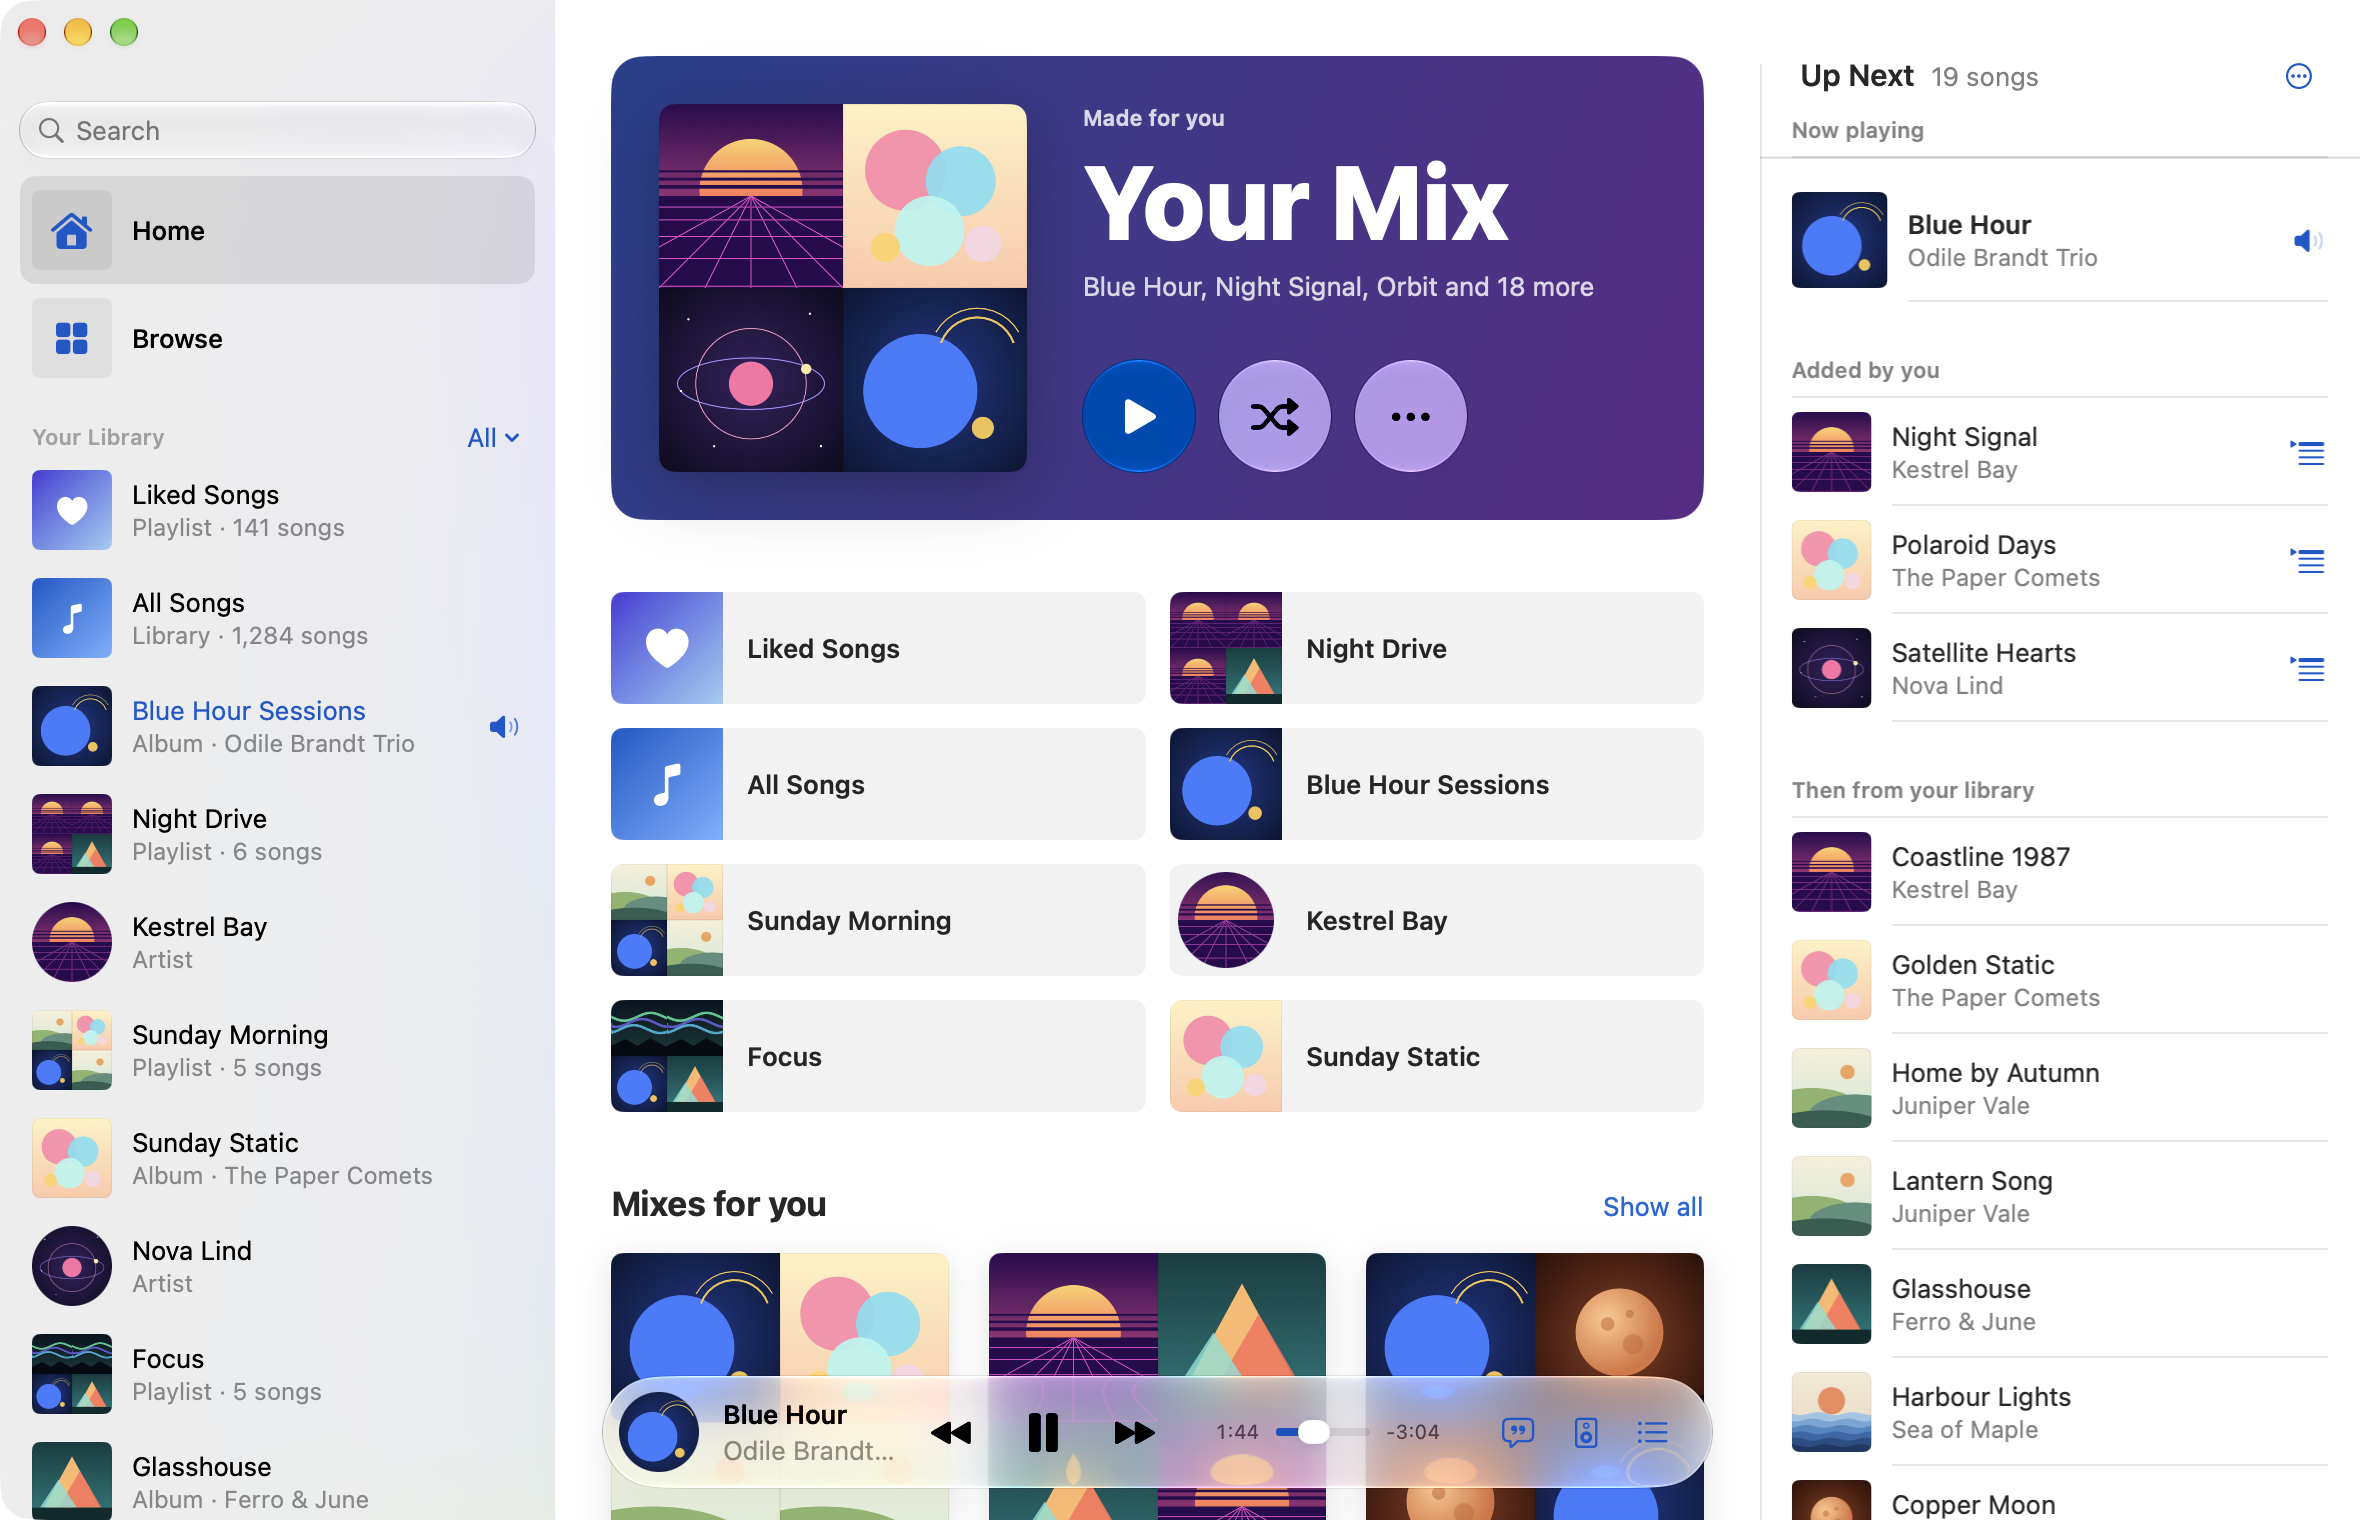 Search
Home
Browse
Your Library
All
Liked Songs
Playlist · 141 songs
All Songs
Library · 1,284 songs
Blue Hour Sessions
Album · Odile Brandt Trio
Night Drive
Playlist · 6 songs
Kestrel Bay
Artist
Sunday Morning
Playlist · 5 songs
Sunday Static
Album · The Paper Comets
Nova Lind
Artist
Focus
Playlist · 5 songs
Glasshouse
Album · Ferro & June
Made for you
Your Mix
Blue Hour, Night Signal, Orbit and 18 more
Liked Songs
Night Drive
All Songs
Blue Hour Sessions
Sunday Morning
Kestrel Bay
Focus
Sunday Static
Mixes for you
Show all
Blue Hour
Odile Brandt...
1:44
-3:04
Up Next 19 songs
Now playing
Blue Hour
Odile Brandt Trio
Added by you
Night Signal
Kestrel Bay
Polaroid Days
The Paper Comets
Satellite Hearts
Nova Lind
Then from your library
Coastline 1987
Kestrel Bay
Golden Static
The Paper Comets
Home by Autumn
Juniper Vale
Lantern Song
Juniper Vale
Glasshouse
Ferro & June
Harbour Lights
Sea of Maple
Copper Moon